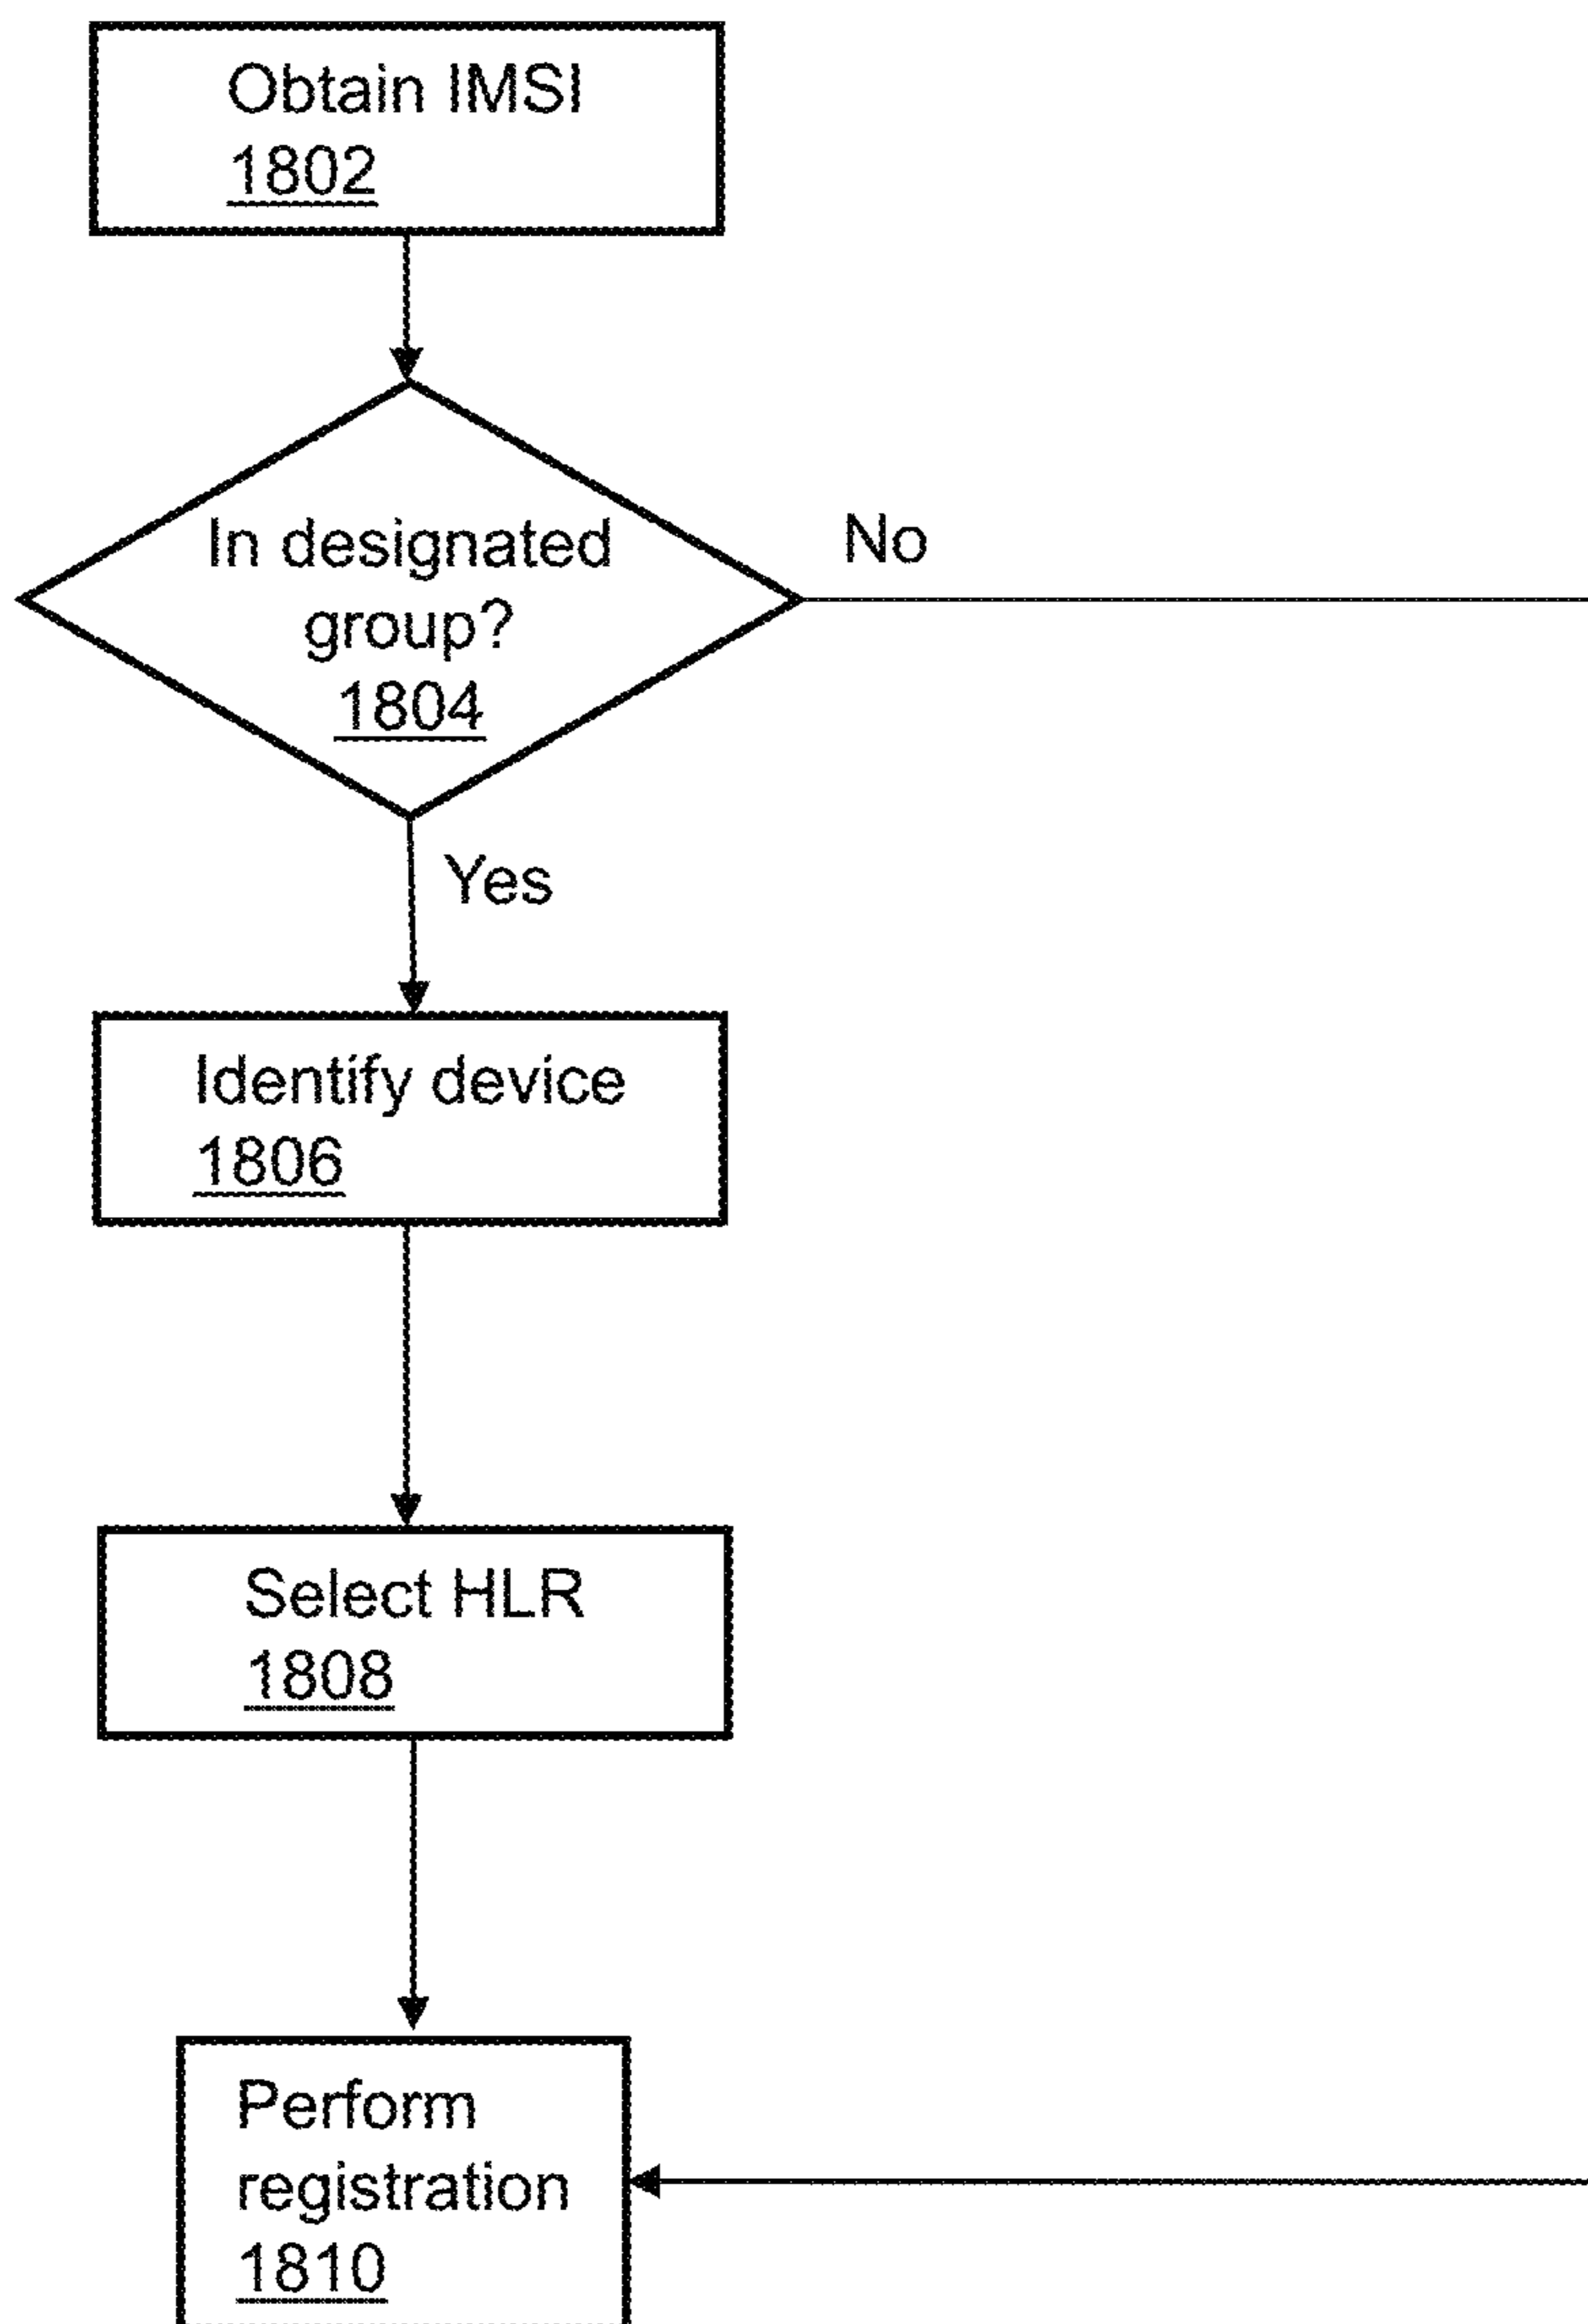 Obtain IMSI
1802
In designated
group?
1804
No
Yes
Identify device
1806
Select HLR
1808
Perform
registration
1810